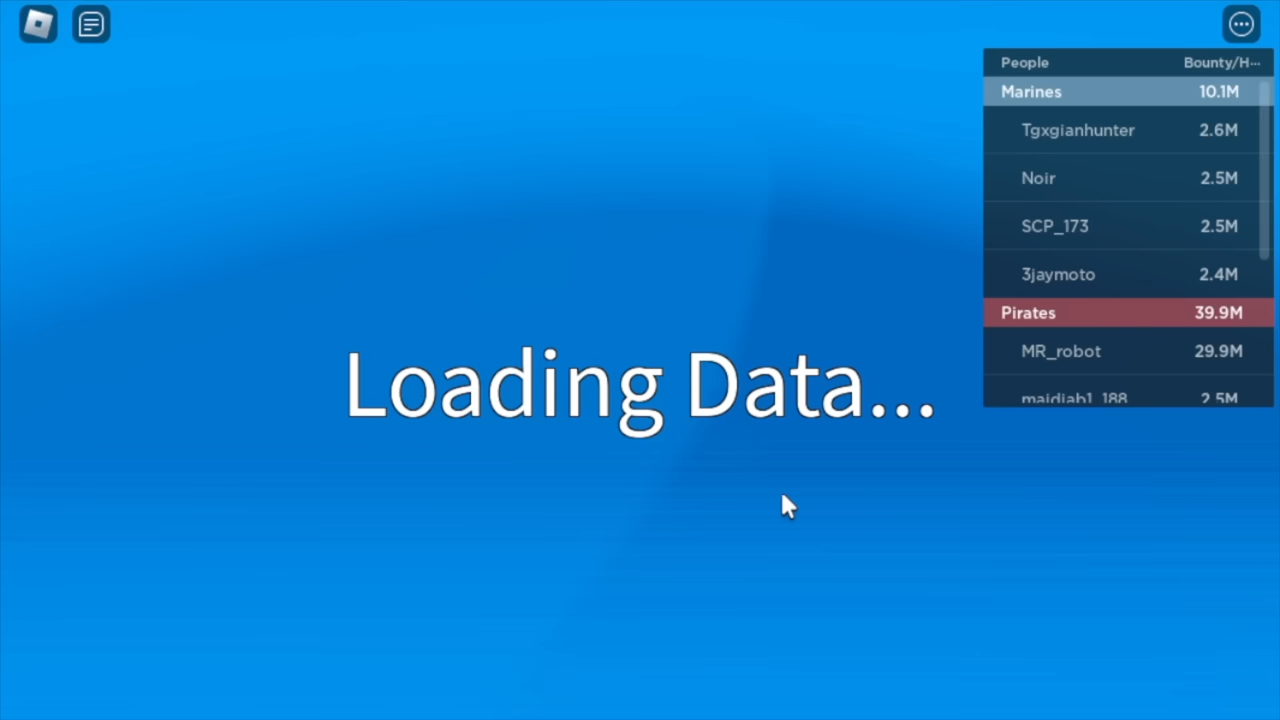 People Bounty/H...
Marines 10.1M
Tgxgianhunter 2.6M
Noir 2.5M
SCP_173 2.5M
3jaymoto 2.4M
Pirates 39.9M
MR_robot 29.9M
2.5M
Loading Data...